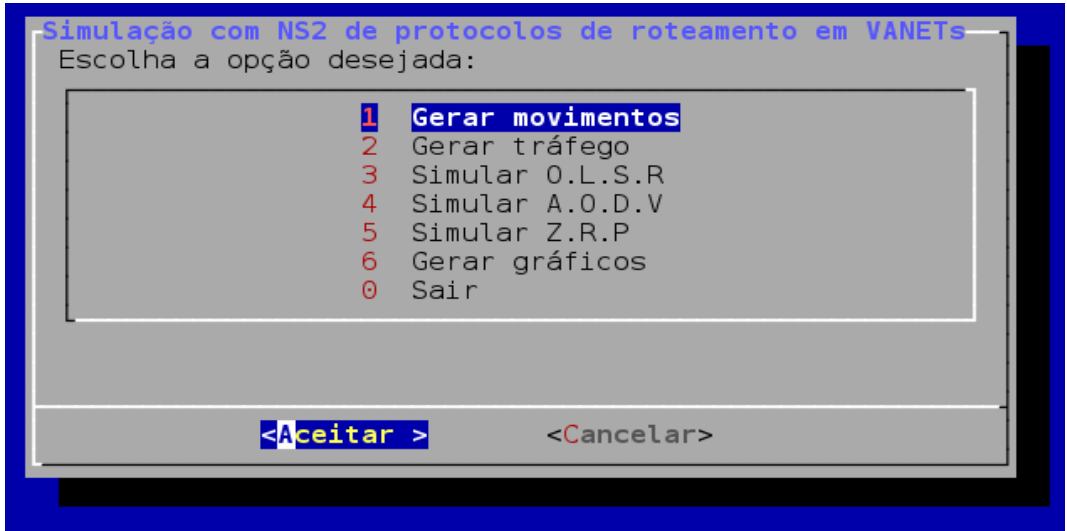 Simulação com NS2 de protocolos de roteamento em VANETs
Escolha a opção desejada:
1 Gerar movimentos
2 Gerar tráfego
3 Simular O.L.S.R
4 Simular A.O.D.V
5 Simular Z.R.P
6 Gerar gráficos
0 Sair
<Aceitar > <Cancelar>